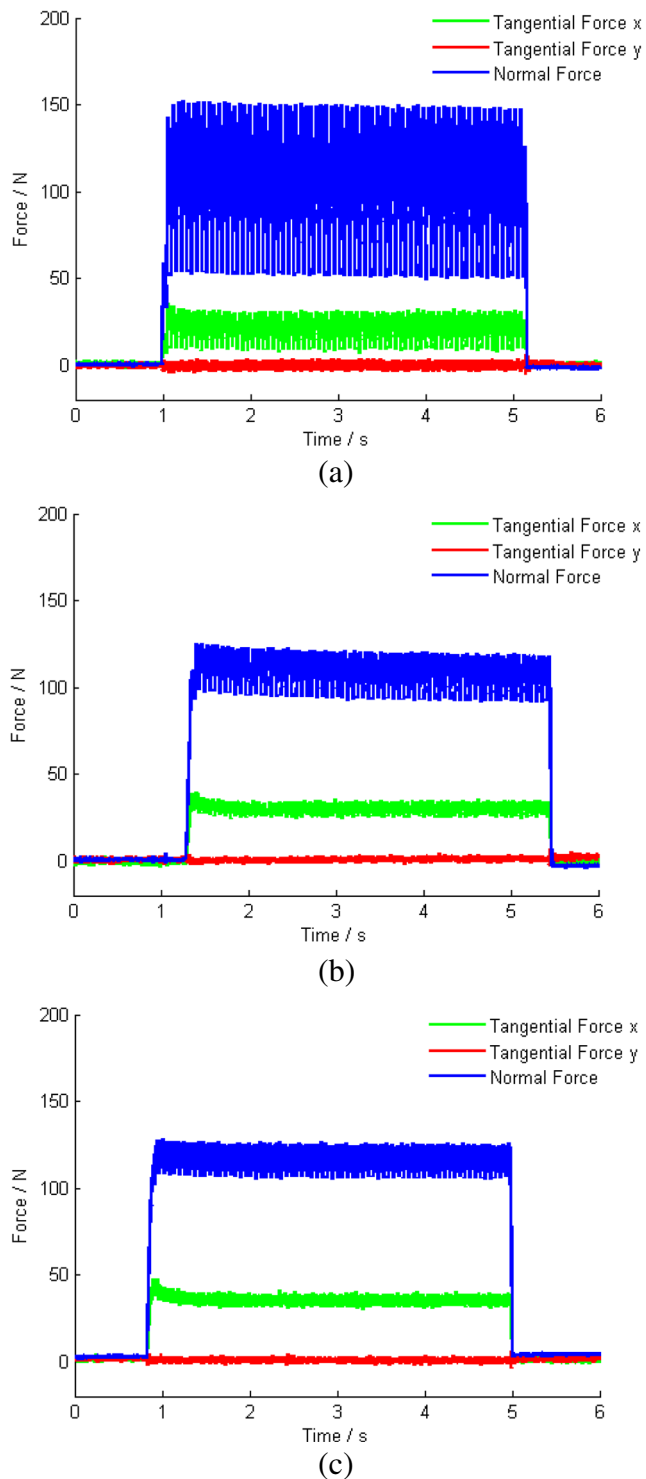 200
150
100
50
0
Force / N
Tangential Force x
Tangential Force y
Normal Force
0 1 2 3 4 5 6
Time / s
(a)
200
150
100
50
0
Force / N
Tangential Force x
Tangential Force y
Normal Force
0 1 2 3 4 5 6
Time / s
(b)
200
150
100
50
0
Force / N
Tangential Force x
Tangential Force y
Normal Force
0 1 2 3 4 5 6
Time / s
(c)